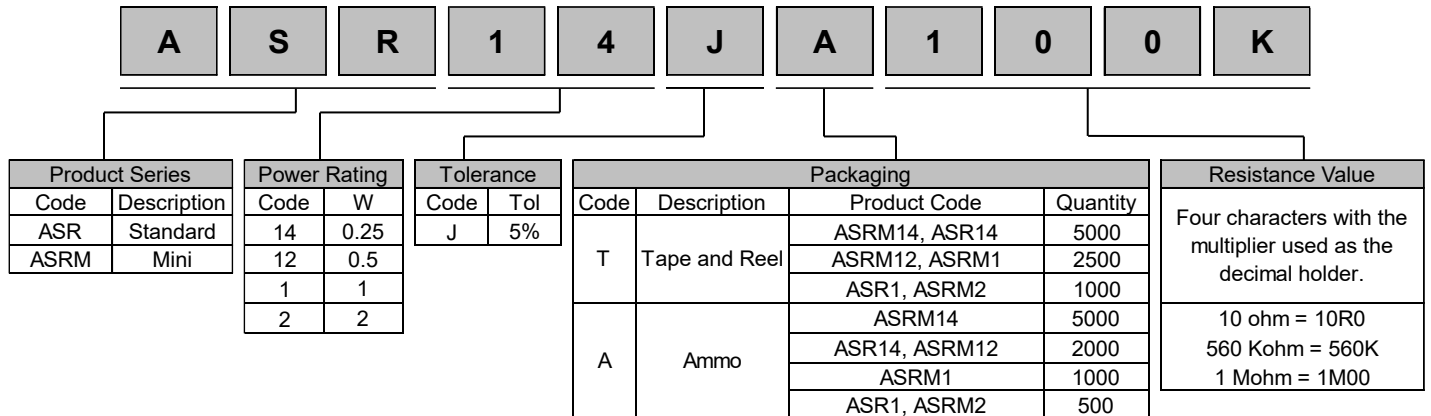 A S R 1 4 J A 1 0 0 K
Product Series
Code Description
ASR Standard
ASRM Mini
Power Rating
Code W
14 0.25
12 0.5
1 1
2 2
Tolerance
Code Tol
J 5%
Packaging
Code Description Product Code Quantity
T Tape and Reel
ASRM14, ASR14 5000
ASRM12, ASRM1 2500
ASR1, ASRM2 1000
A Ammo
ASRM14 5000
ASR14, ASRM12 2000
ASRM1 1000
ASR1, ASRM2 500
Resistance Value
Four characters with the
multiplier used as the
decimal holder.
10 ohm = 10R0
560 Kohm = 560K
1 Mohm = 1M00